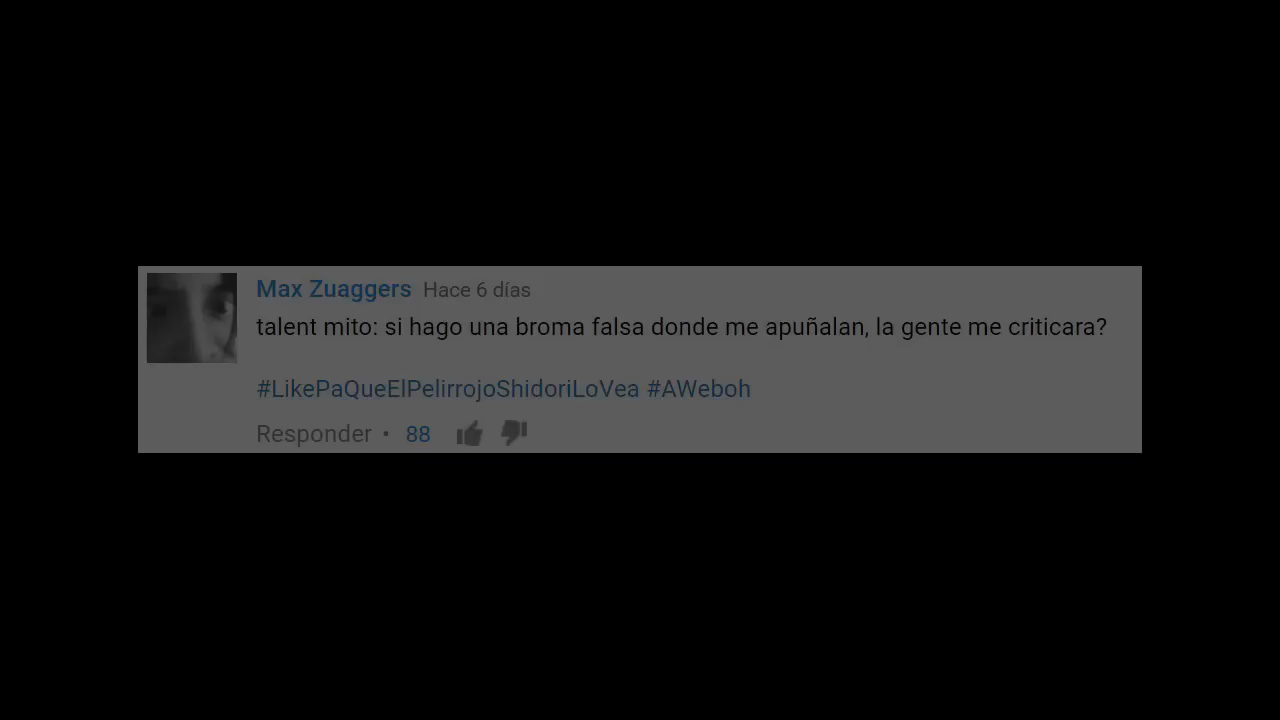 Max Zuaggers Hace 6 días
talent mito: si hago una broma falsa donde me apuñalan, la gente me criticara?
#LikePaQueElPelirrojoShidoriLoVea #AWeboh
Responder • 88